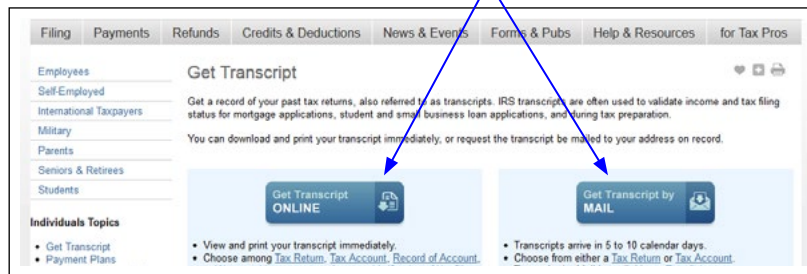 Filing Payments Refunds Credits & Deductions News & Events Forms & Pubs Help & Resources for Tax Pros
Employees
Self-Employed
International Taxpayers
Military
Parents
Seniors & Retirees
Students
Individuals Topics
• Get Transcript
• Payment Plans
Get Transcript
Get a record of your past tax returns, also referred to as transcripts. IRS transcripts are often used to validate income and tax filing
status for mortgage applications, student and small business loan applications, and during tax preparation.
You can download and print your transcript immediately, or request the transcript be mailed to your address on record.
Get Transcript
ONLINE
• View and print your transcript immediately.
• Choose among Tax Return, Tax Account, Record of Account,
Get Transcript by
MAIL
• Transcripts arrive in 5 to 10 calendar days.
• Choose from either a Tax Return or Tax Account.